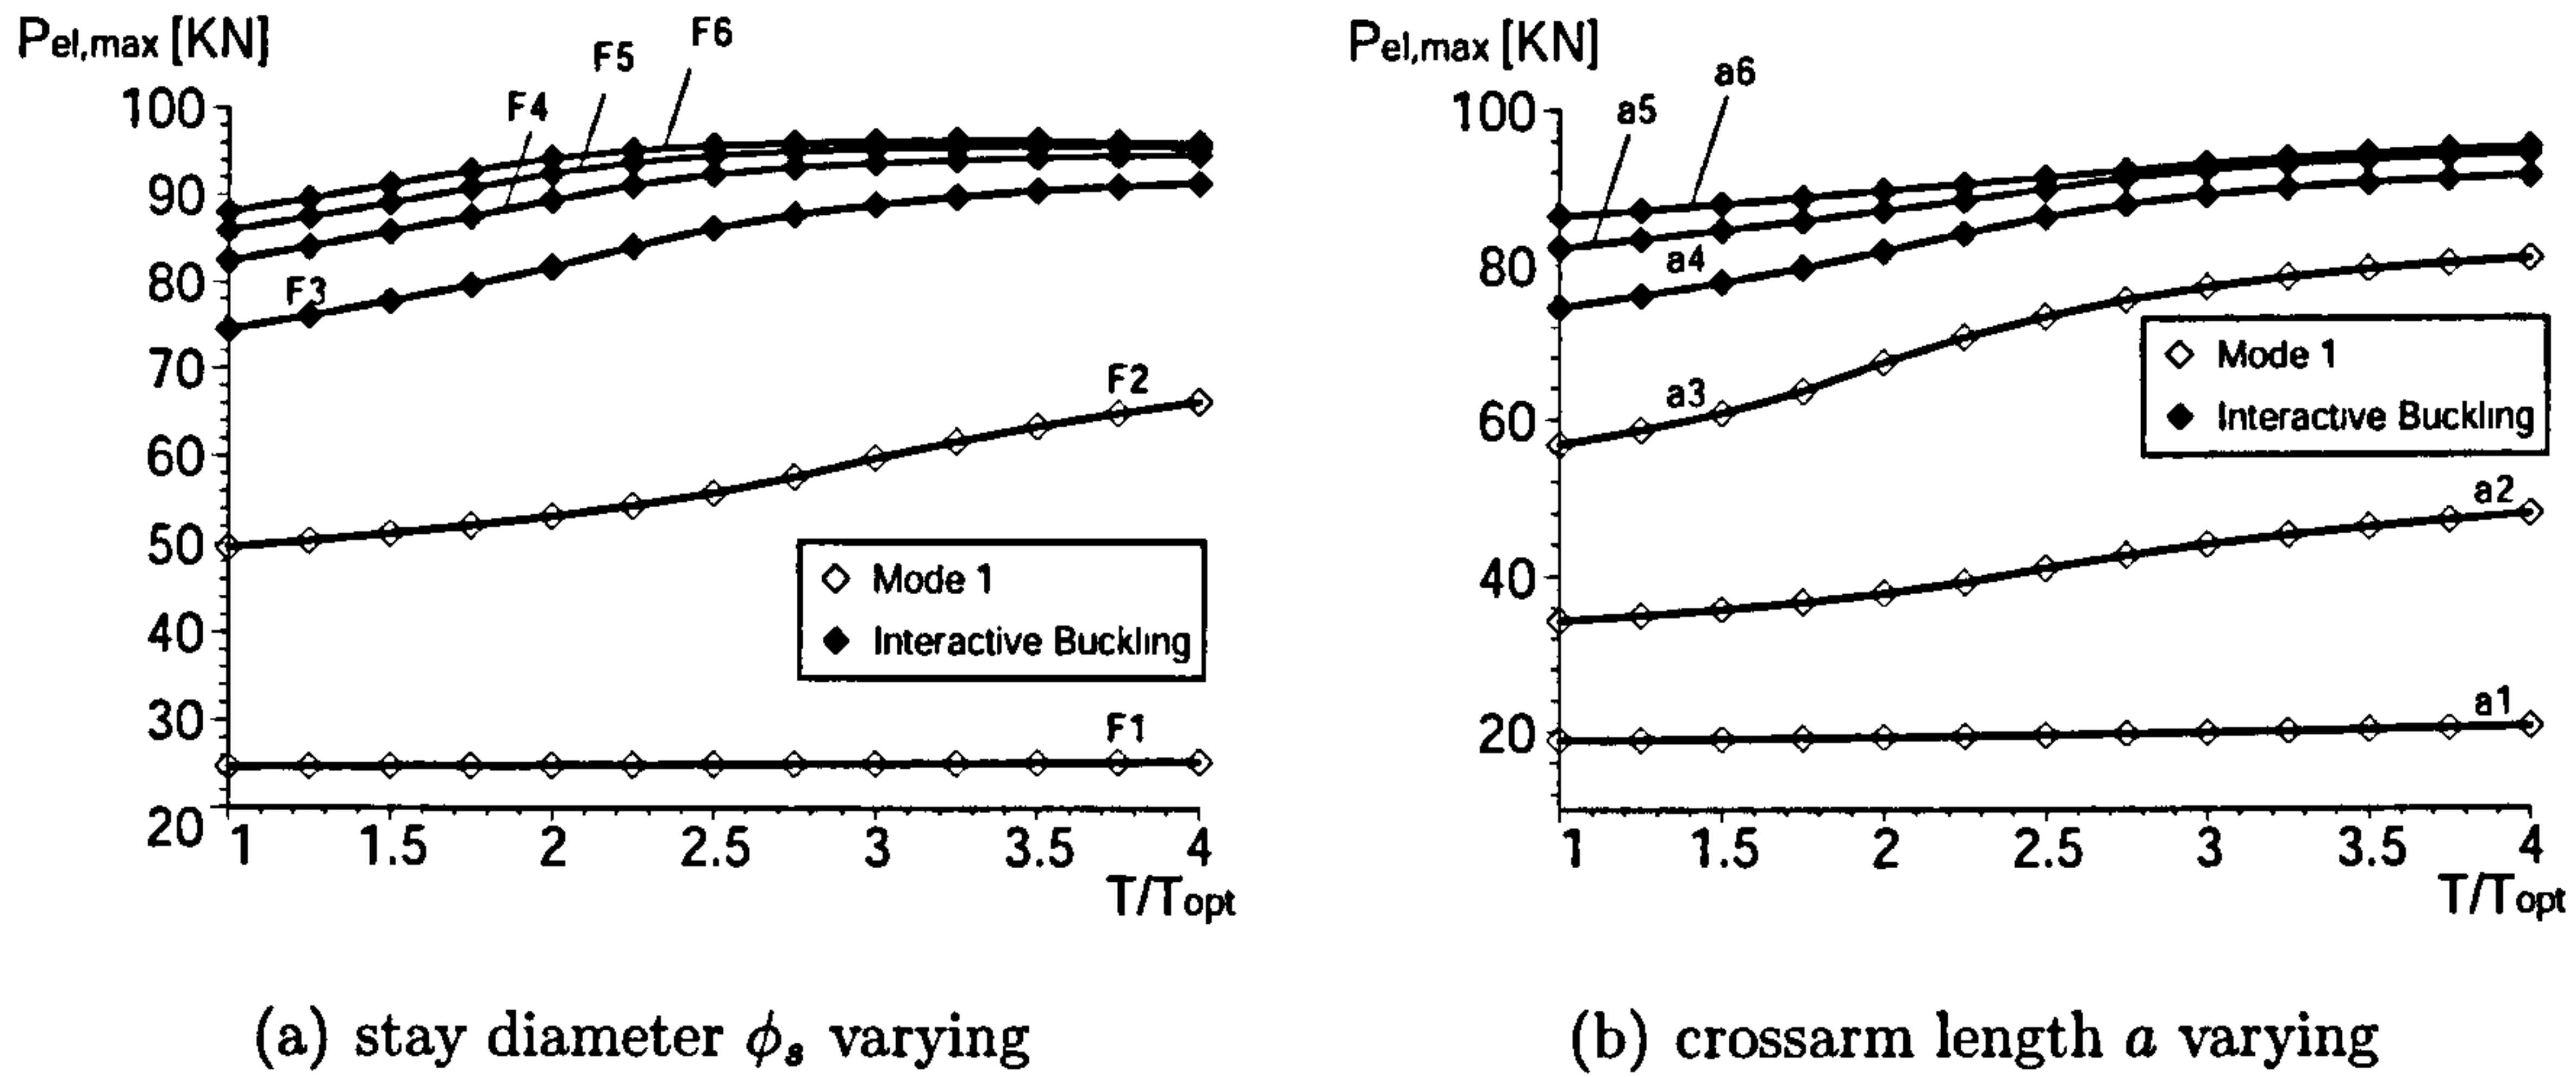 Pel,max [KN]
100
90
80
70
60
50
40
30
20
F6
F5
F4
F3
F2
F1
Mode 1
Interactive Buckling
1 1.5 2 2.5 3 3.5 4
T/Topt
(a) stay diameter ϕs varying
Pel,max [KN]
100
80
60
40
20
a6
a5
a4
a3
a2
a1
Mode 1
Interactive Buckling
1 1.5 2 2.5 3 3.5 4
T/Topt
(b) crossarm length a varying